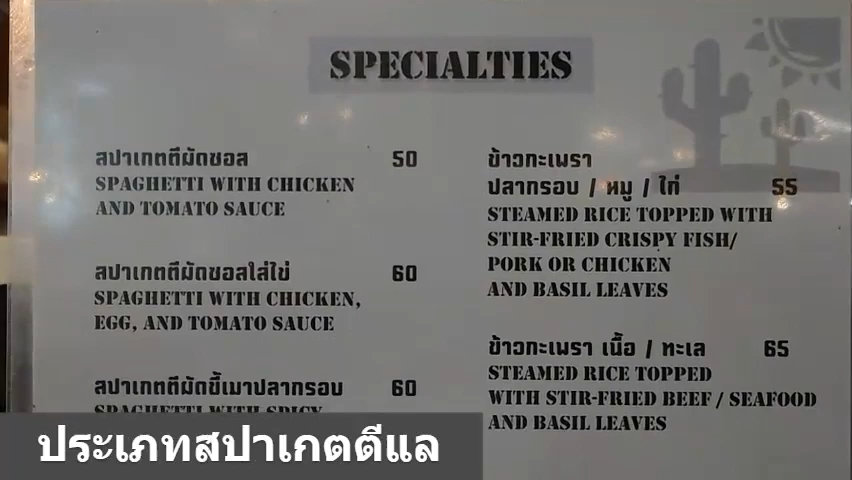 SPECIALTIES
สปาเกตตีผัดซอส 50
SPAGHETTI WITH CHICKEN
AND TOMATO SAUCE
สปาเกตตีผัดซอสใส่ไข่ 60
SPAGHETTI WITH CHICKEN,
EGG, AND TOMATO SAUCE
สปาเกตตีผัดขี้เมาปลากรอบ 60
SPAGHETTI WITH SPICY
ข้าวกะเพรา
ปลากรอบ / หมู / ไก่ 55
STEAMED RICE TOPPED WITH
STIR-FRIED CRISPY FISH/
PORK OR CHICKEN
AND BASIL LEAVES
ข้าวกะเพรา เนื้อ / ทะเล 65
STEAMED RICE TOPPED
WITH STIR-FRIED BEEF / SEAFOOD
AND BASIL LEAVES
ประเภทสปาเกตตีแล